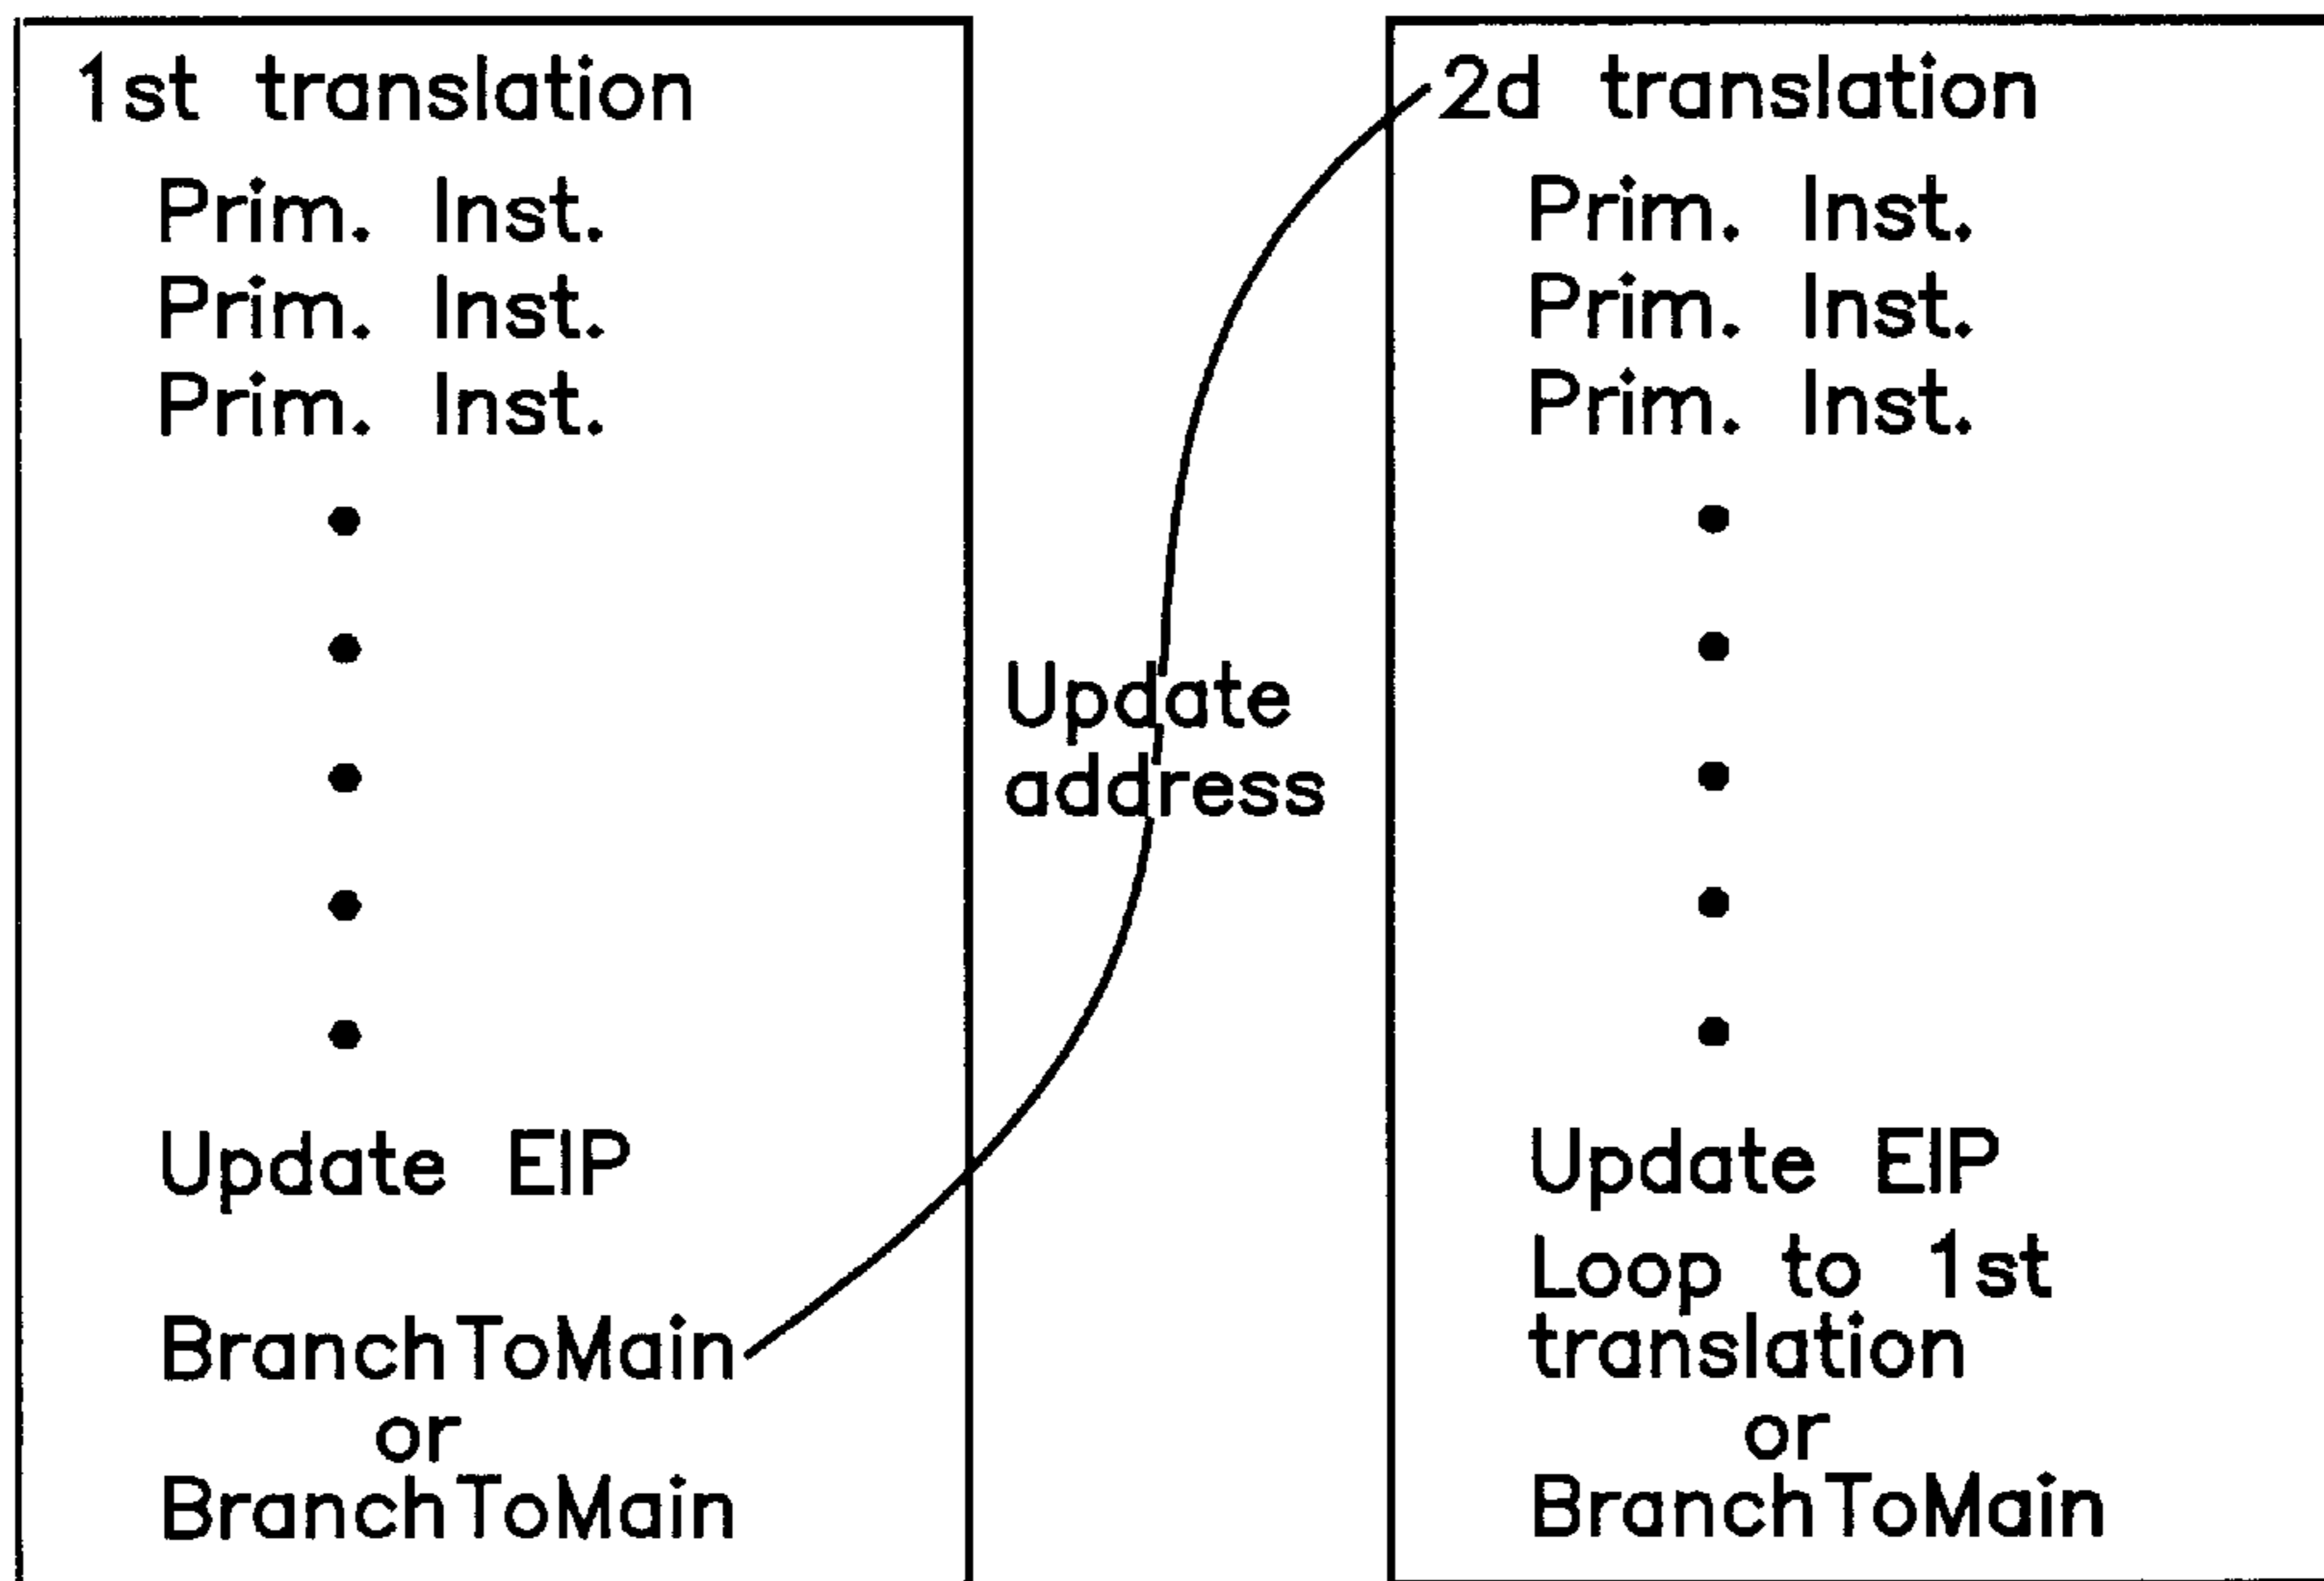 1st translation
Prim. Inst.
Prim. Inst.
Prim. Inst.
Update EIP
BranchToMain
or
BranchToMain
Update
address
2d translation
Prim. Inst.
Prim. Inst.
Prim. Inst.
Update EIP
Loop to 1st
translation
or
BranchToMain